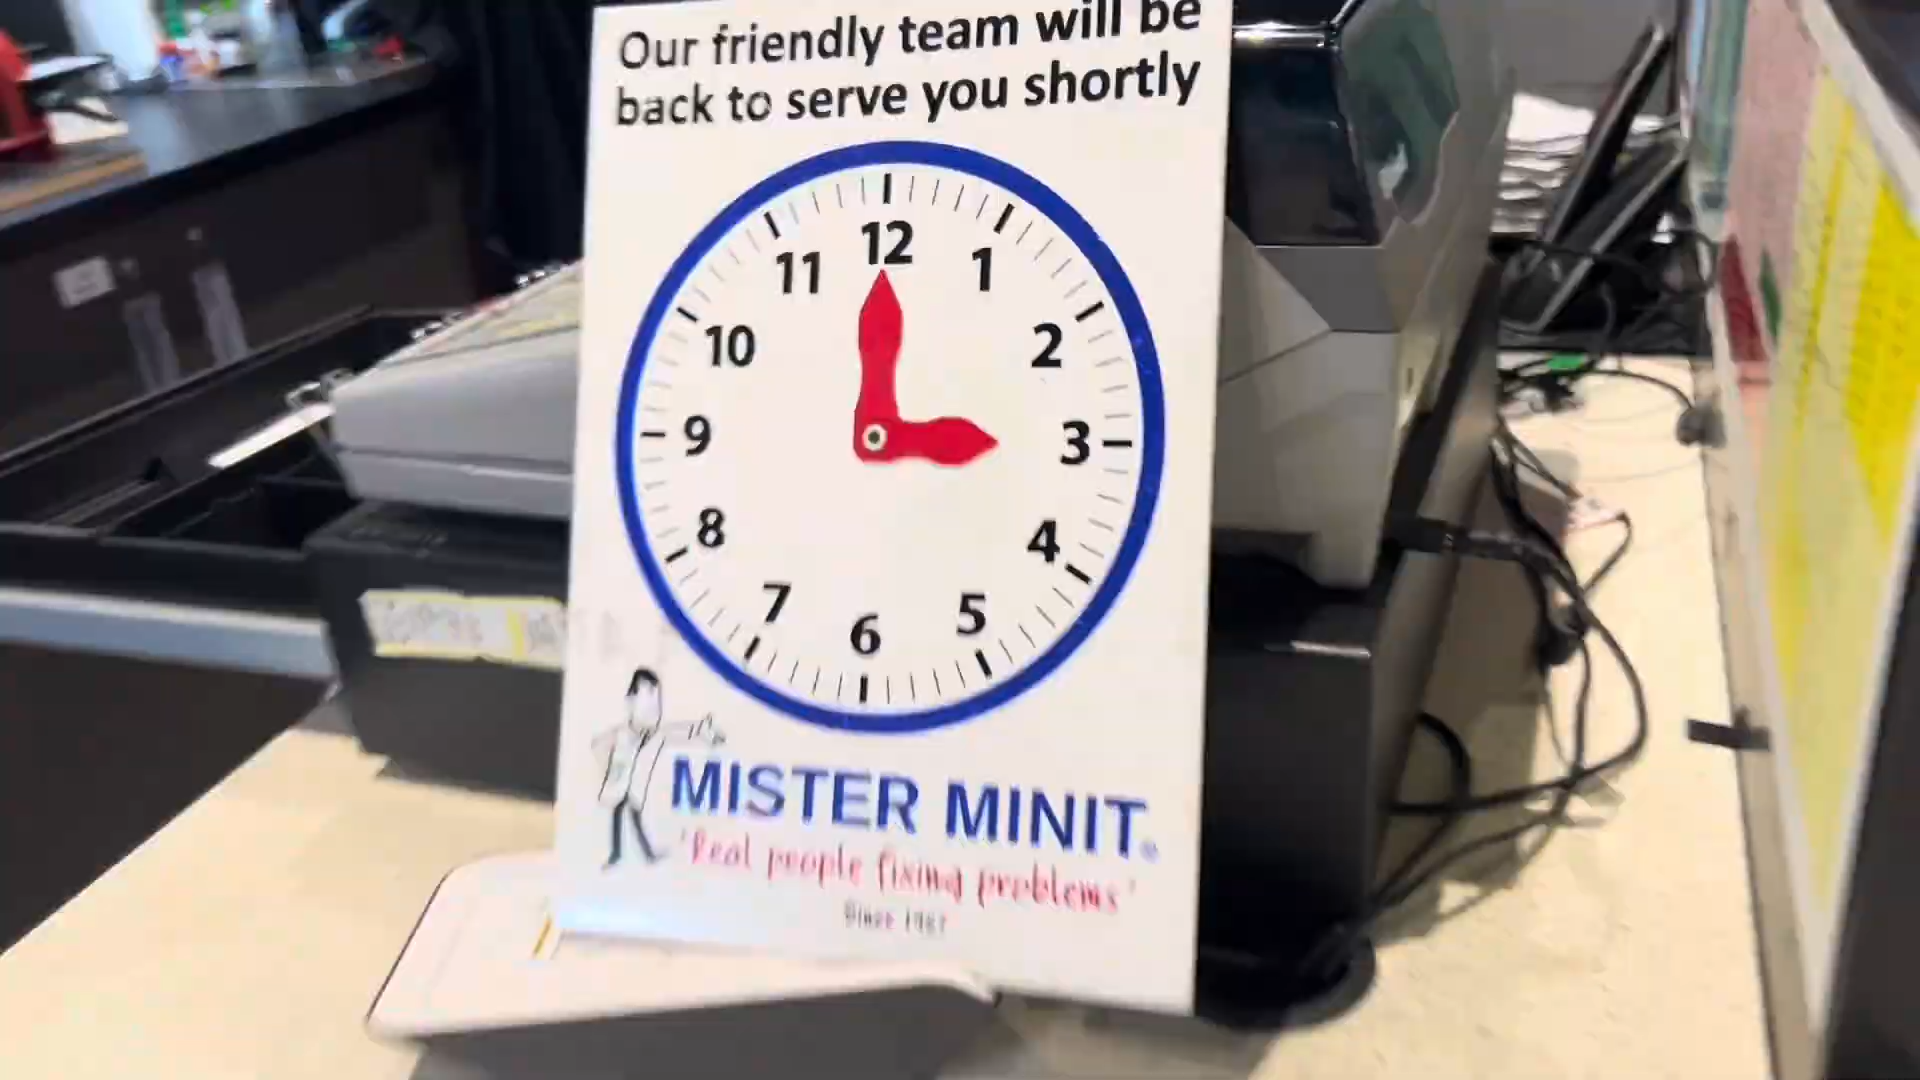 Our friendly team will be
back to serve you shortly
12
11
1
10
2
9
3
8
4
7
5
6
MISTER MINIT
'Real people fixing problems'
Since